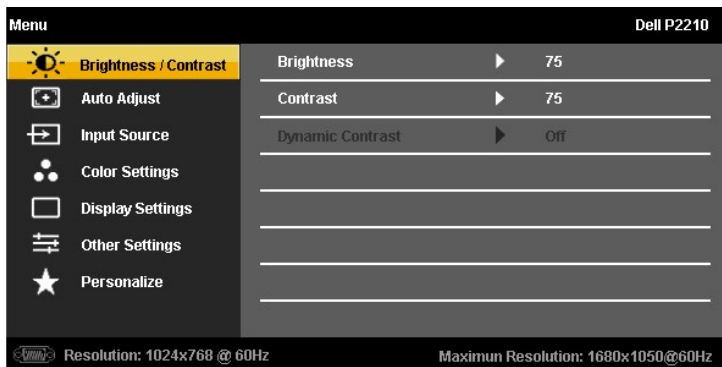 Menu Dell P2210
Brightness / Contrast Brightness 75
Auto Adjust Contrast 75
Input Source Dynamic Contrast Off
Color Settings
Display Settings
Other Settings
Personalize
Resolution: 1024x768 @ 60Hz Maximun Resolution: 1680x1050@60Hz